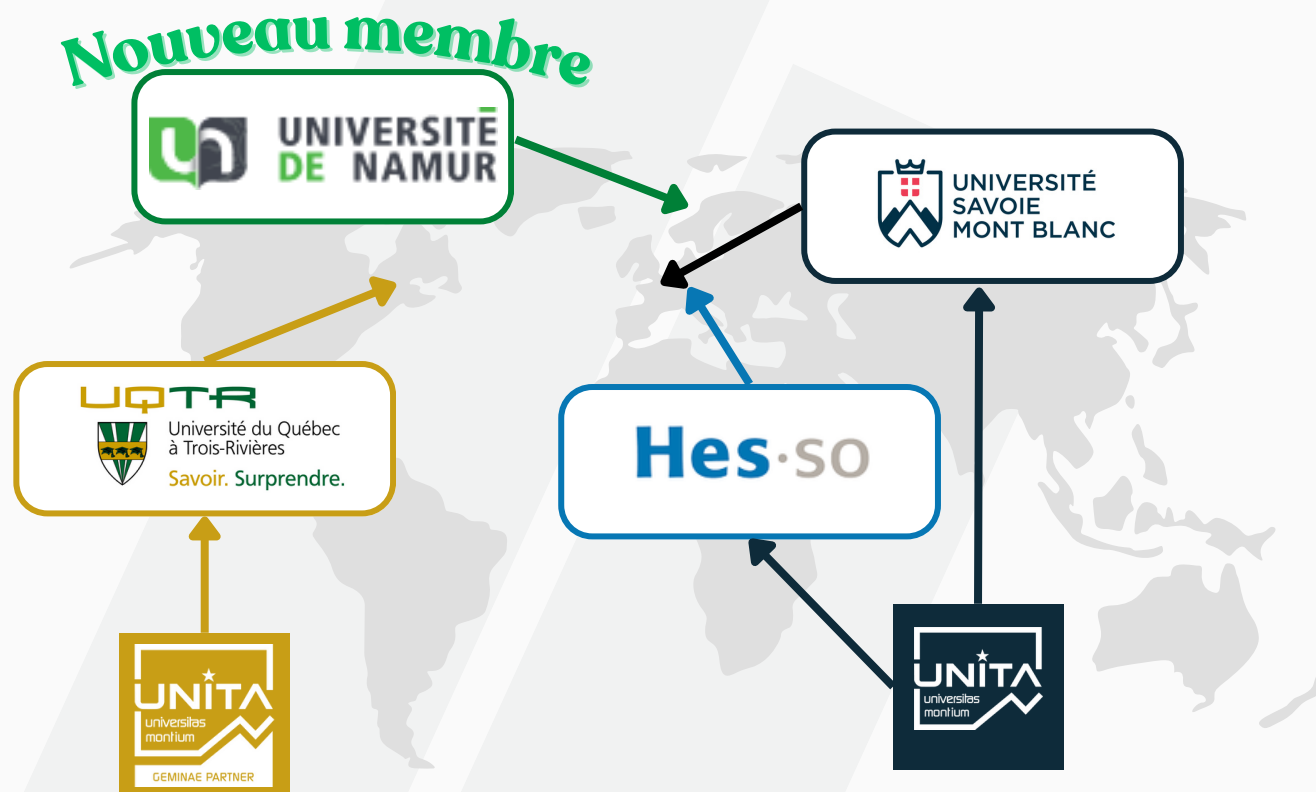 Nouveau membre
UNIVERSITĒ
DE NAMUR
UNIVERSITÉ
SAVOIE
MONT BLANC
UQTR
Université du Québec
à Trois-Rivières
Savoir. Surprendre.
Hes·so
UNITA
universitas
montium
GEMINAE PARTNER
UNITA
universitas
montium